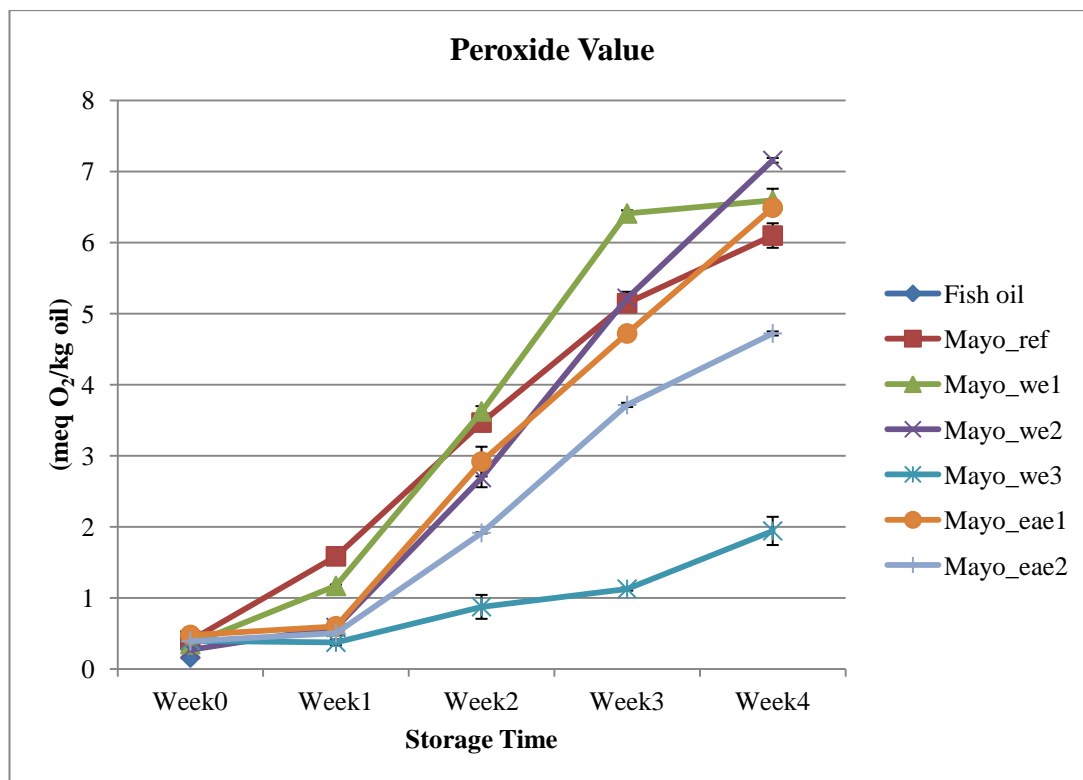 Peroxide Value
8
7
6
5
4
3
2
1
0
(meq O₂/kg oil)
Week0 Week1 Week2 Week3 Week4
Storage Time
Fish oil
Mayo_ref
Mayo_we1
Mayo_we2
Mayo_we3
Mayo_eae1
Mayo_eae2